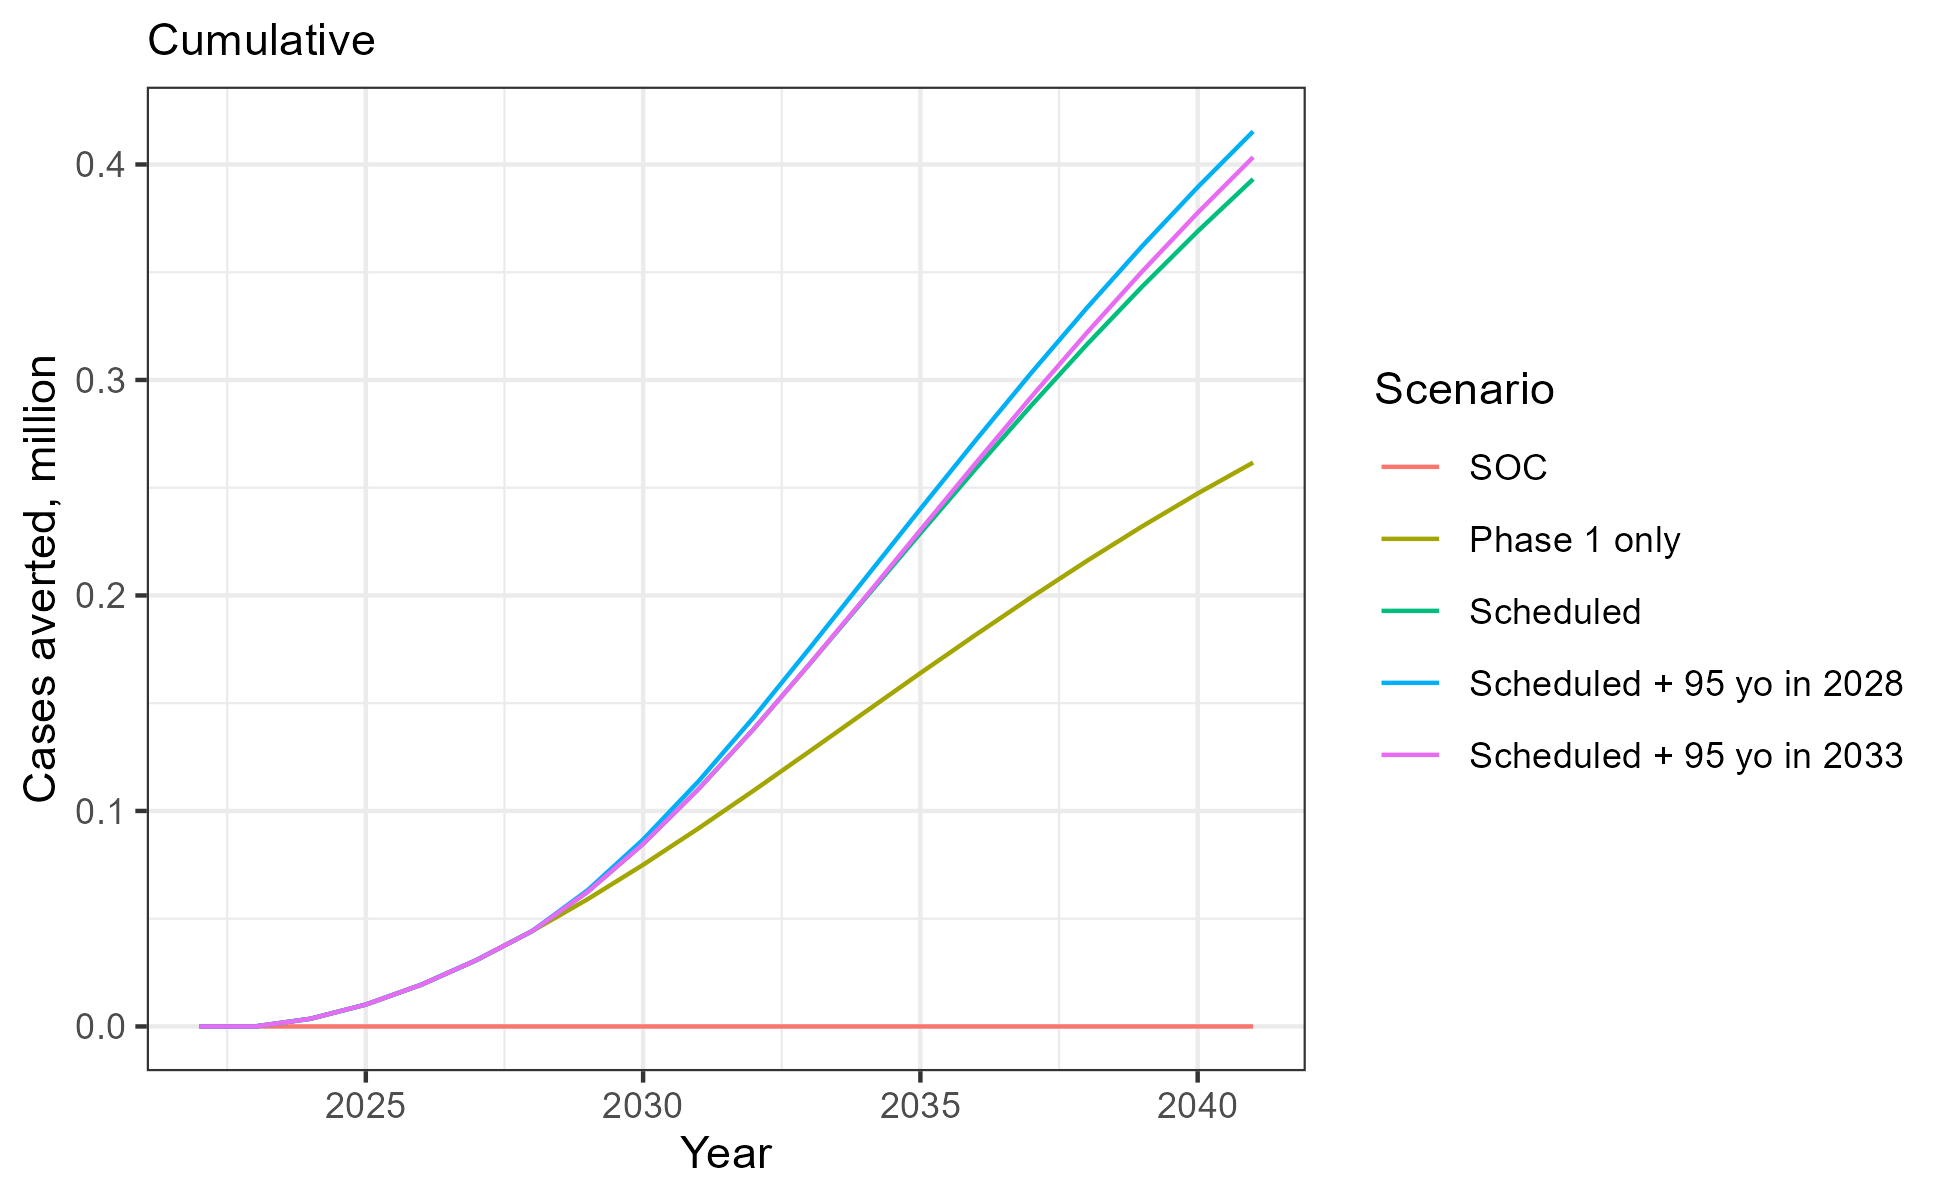 Cumulative
Cases averted, million
0.4
0.3
0.2
0.1
0.0
2025
2030
2035
2040
Year
Scenario
SOC
Phase 1 only
Scheduled
Scheduled + 95 yo in 2028
Scheduled + 95 yo in 2033